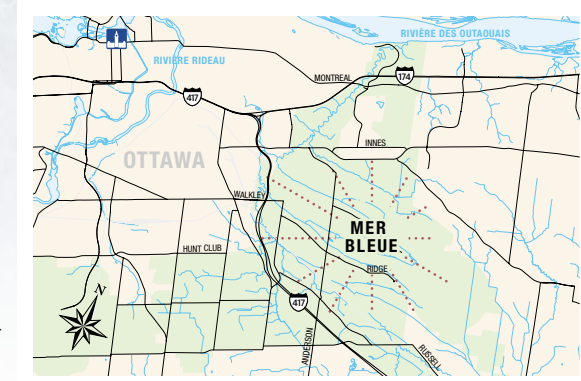 RIVIÈRE DES OUTAOUAIS
RIVIÈRE RIDEAU
MONTREAL
174
417
INNES
OTTAWA
WALKLEY
MER
BLEUE
HUNT CLUB
RIDGE
N
417
ANDERSON
RUSSELL